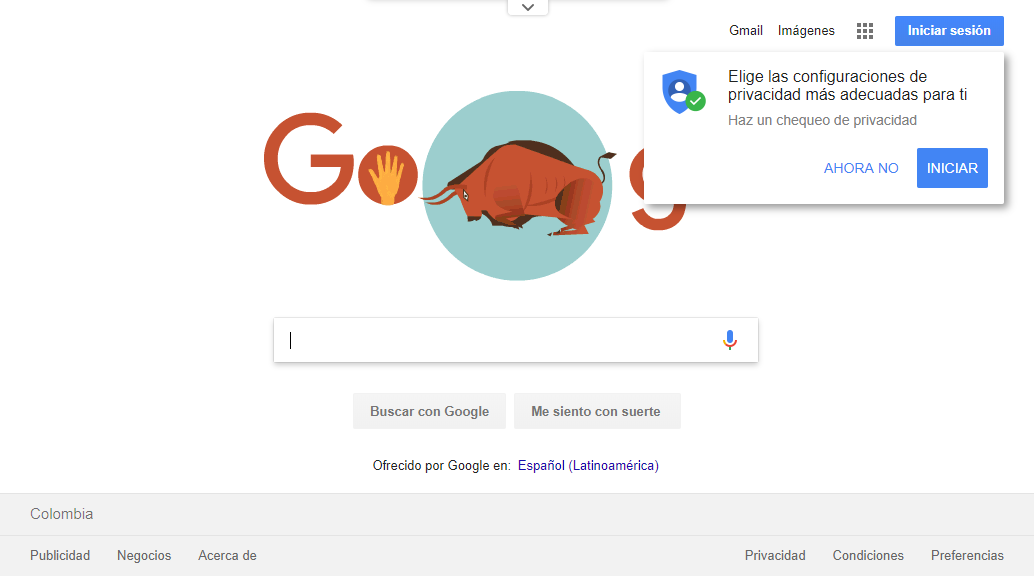 Gmail Imágenes Iniciar sesión
Elige las configuraciones de
privacidad más adecuadas para ti
Haz un chequeo de privacidad
AHORA NO INICIAR
Go g
Buscar con Google Me siento con suerte
Ofrecido por Google en: Español (Latinoamérica)
Colombia
Publicidad Negocios Acerca de Privacidad Condiciones Preferencias